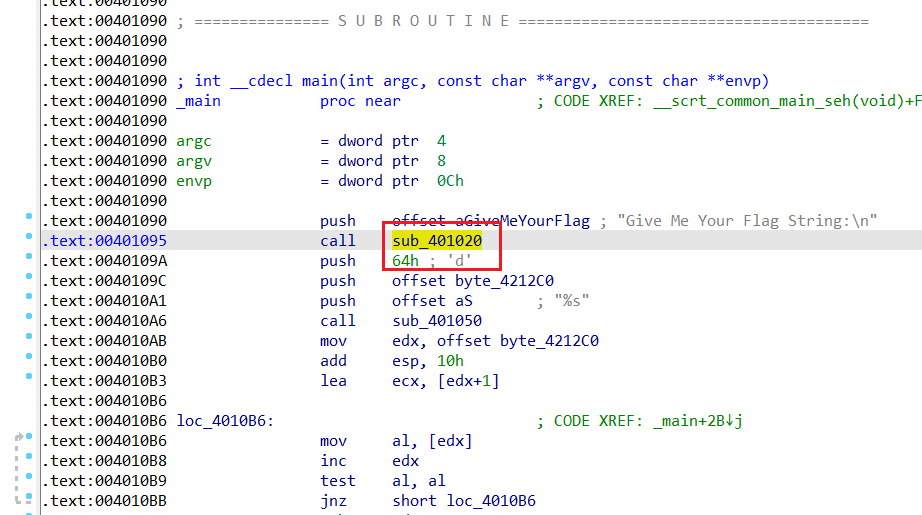 .text:00401090
.text:00401090 ; =============== S U B R O U T I N E =======================================
.text:00401090
.text:00401090
.text:00401090 ; int __cdecl main(int argc, const char **argv, const char **envp)
.text:00401090 _main           proc near               ; CODE XREF: __scrt_common_main_seh(void)+F
.text:00401090
.text:00401090 argc            = dword ptr  4
.text:00401090 argv            = dword ptr  8
.text:00401090 envp            = dword ptr  0Ch
.text:00401090
.text:00401090                 push    offset aGiveMeYourFlag ; "Give Me Your Flag String:\n"
.text:00401095                 call    sub_401020
.text:0040109A                 push    64h ; 'd'
.text:0040109C                 push    offset byte_4212C0
.text:004010A1                 push    offset aS       ; "%s"
.text:004010A6                 call    sub_401050
.text:004010AB                 mov     edx, offset byte_4212C0
.text:004010B0                 add     esp, 10h
.text:004010B3                 lea     ecx, [edx+1]
.text:004010B6
.text:004010B6 loc_4010B6:                             ; CODE XREF: _main+2B↓j
.text:004010B6                 mov     al, [edx]
.text:004010B8                 inc     edx
.text:004010B9                 test    al, al
.text:004010BB                 jnz     short loc_4010B6